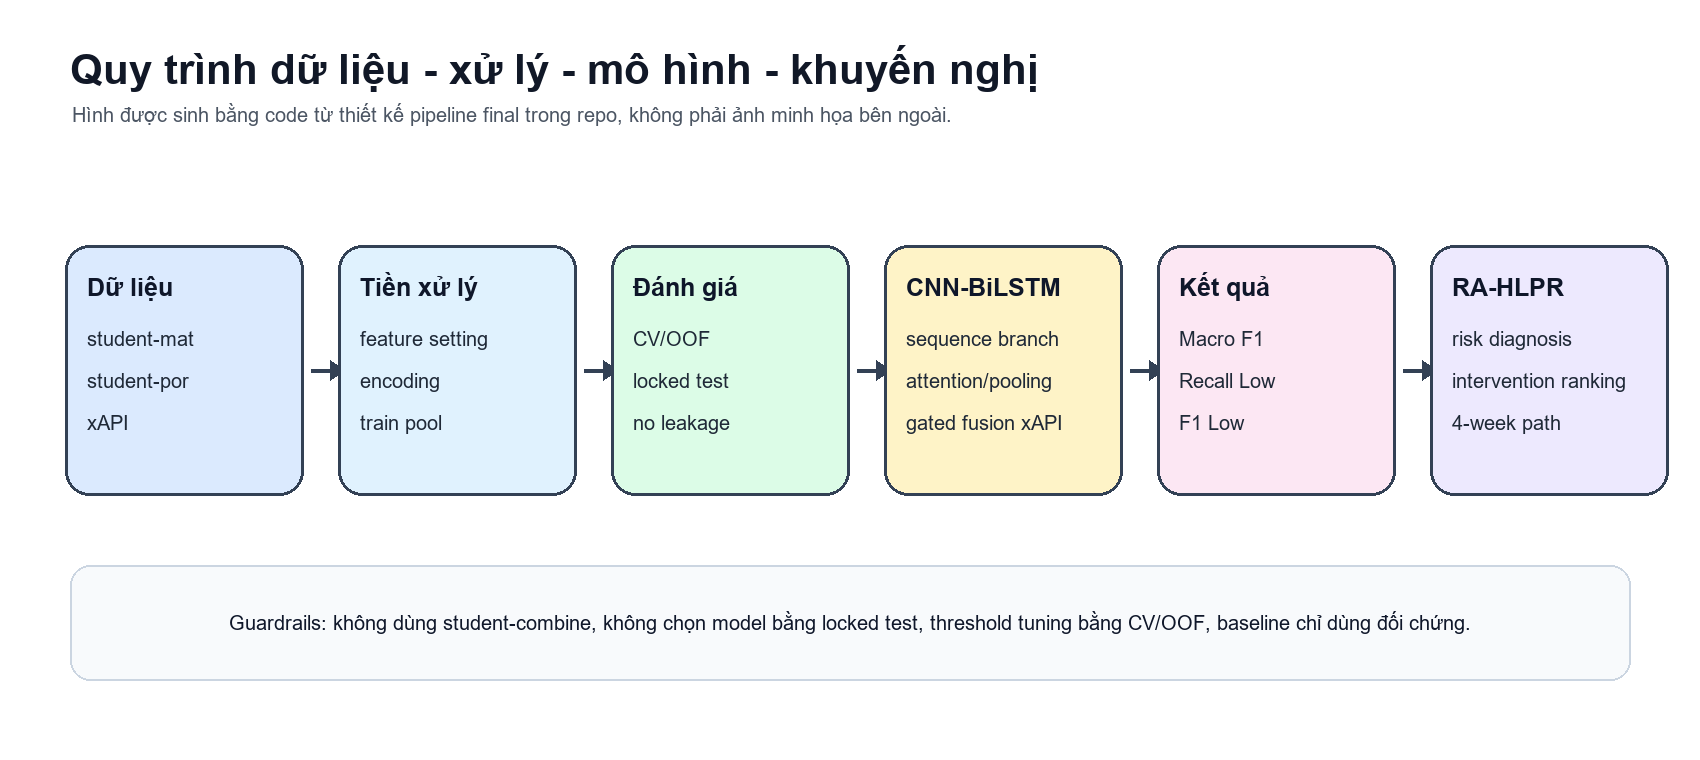 Quy trình dữ liệu - xử lý - mô hình - khuyến nghị
Hình được sinh bằng code từ thiết kế pipeline final trong repo, không phải ảnh minh họa bên ngoài.
Dữ liệu
student-mat
student-por
xAPI
Tiền xử lý
feature setting
encoding
train pool
Đánh giá
CV/OOF
locked test
no leakage
CNN-BiLSTM
sequence branch
attention/pooling
gated fusion xAPI
Kết quả
Macro F1
Recall Low
F1 Low
RA-HLPR
risk diagnosis
intervention ranking
4-week path
Guardrails: không dùng student-combine, không chọn model bằng locked test, threshold tuning bằng CV/OOF, baseline chỉ dùng đối chứng.